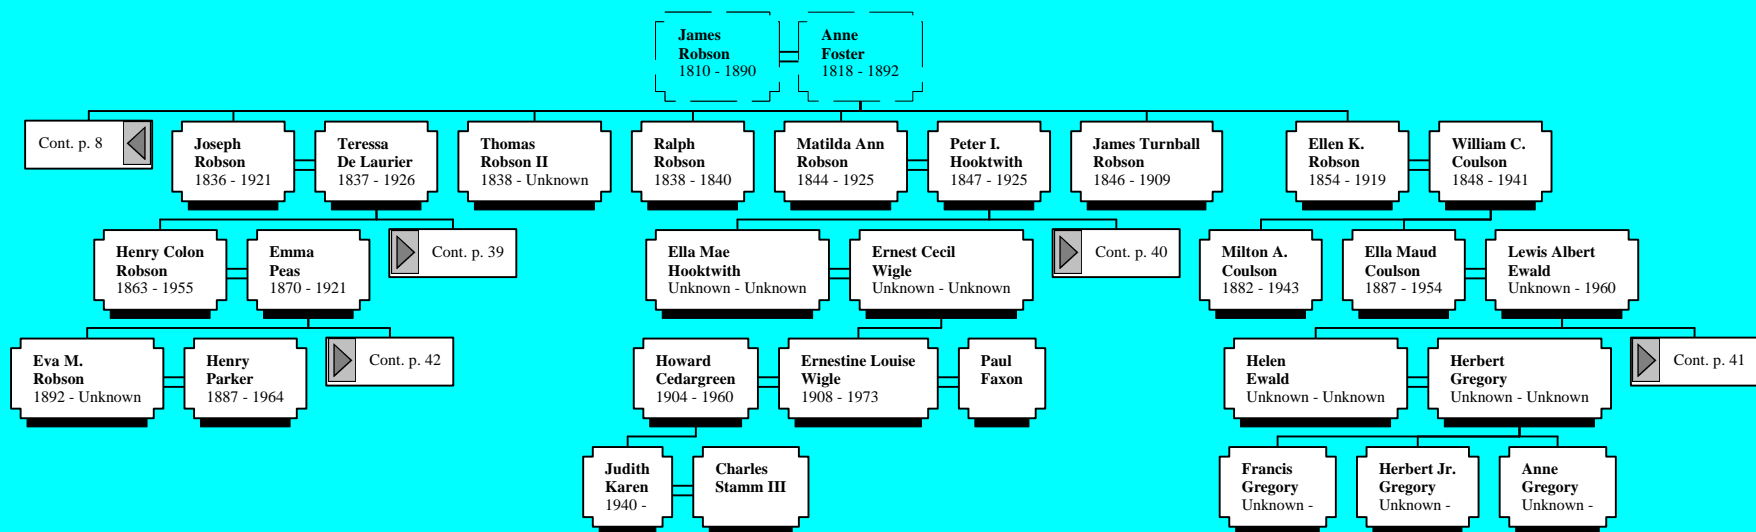 James
Robson
1810 - 1890
Anne
Foster
1818 - 1892
Cont. p. 8
Joseph
Robson
1836 - 1921
Teressa
De Laurier
1837 - 1926
Thomas
Robson II
1838 - Unknown
Ralph
Robson
1838 - 1840
Matilda Ann
Robson
1844 - 1925
Peter I.
Hooktwith
1847 - 1925
James Turnball
Robson
1846 - 1909
Ellen K.
Robson
1854 - 1919
William C.
Coulson
1848 - 1941
Henry Colon
Robson
1863 - 1955
Emma
Peas
1870 - 1921
Cont. p. 39
Ella Mae
Hooktwith
Unknown - Unknown
Ernest Cecil
Wigle
Unknown - Unknown
Cont. p. 40
Milton A.
Coulson
1882 - 1943
Ella Maud
Coulson
1887 - 1954
Lewis Albert
Ewald
Unknown - 1960
Eva M.
Robson
1892 - Unknown
Henry
Parker
1887 - 1964
Cont. p. 42
Howard
Cedargreen
1904 - 1960
Ernestine Louise
Wigle
1908 - 1973
Paul
Faxon
Helen
Ewald
Unknown - Unknown
Herbert
Gregory
Unknown - Unknown
Cont. p. 41
Judith
Karen
1940 -
Charles
Stamm III
Francis
Gregory
Unknown -
Herbert Jr.
Gregory
Unknown -
Anne
Gregory
Unknown -